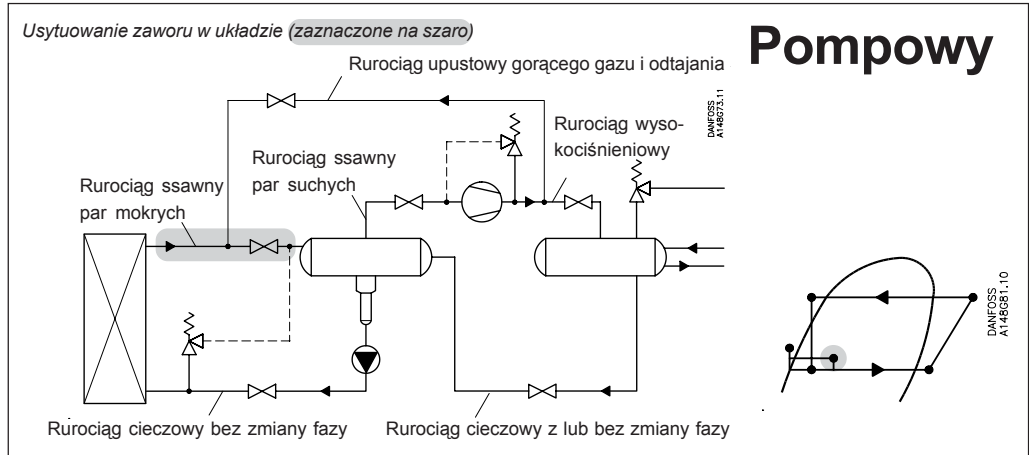 Usytuowanie zaworu w układzie (zaznaczone na szaro)
Pompowy
Rurociąg upustowy gorącego gazu i odtajania
DANFOSS
A148G73.11
Rurociąg wyso-
kociśnieniowy
Rurociąg ssawny
par suchych
Rurociąg ssawny
par mokrych
DANFOSS
A148G81.10
Rurociąg cieczowy bez zmiany fazy
Rurociąg cieczowy z lub bez zmiany fazy